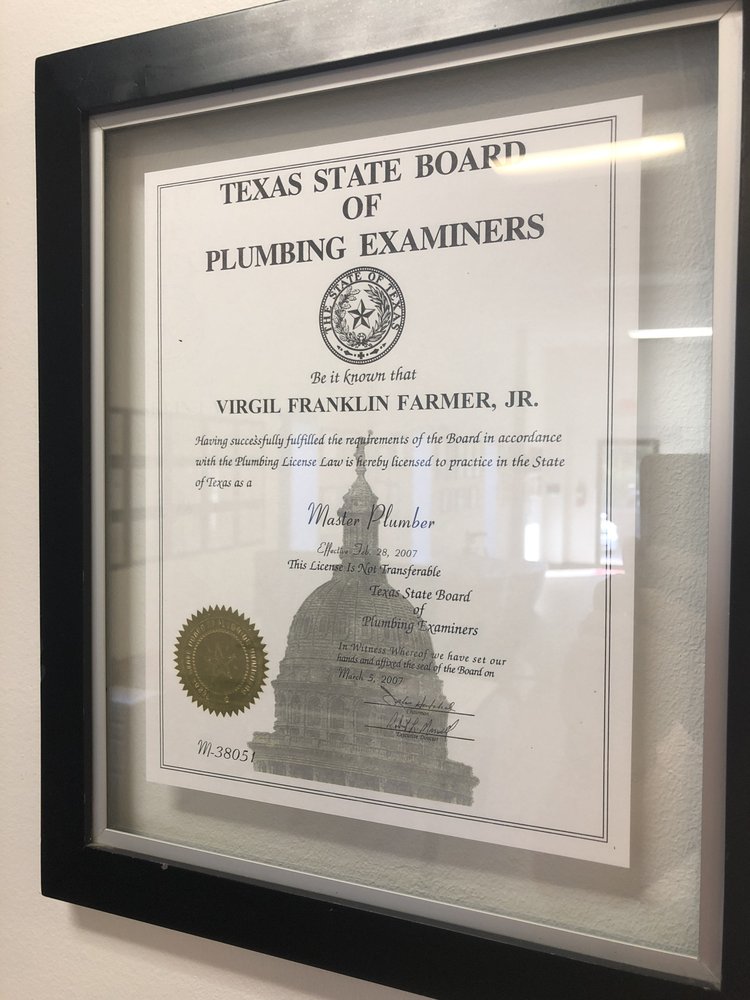 TEXAS STATE BOARD
OF
PLUMBING EXAMINERS
THE STATE OF TEXAS
Be it known that
VIRGIL FRANKLIN FARMER, JR.
Having successfully fulfilled the requirements of the Board in accordance
with the Plumbing License Law is hereby licensed to practice in the State
of Texas as a
Master Plumber
Effective Feb. 28, 2007
This License Is Not Transferable
Texas State Board
of
Plumbing Examiners
In Witness Whereof we have set our
hands and affixed the seal of the Board on
March 5, 2007
Chairman
Executive Director
M-38051